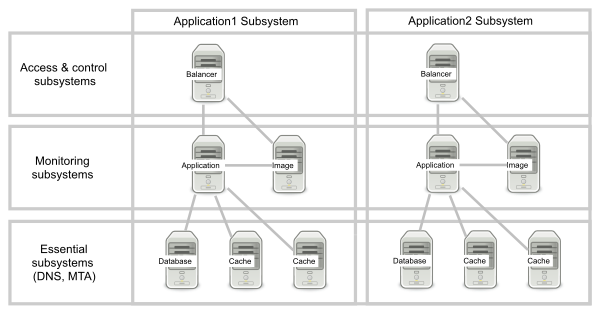 Application1 Subsystem
Application2 Subsystem
Access & control
subsystems
Balancer
Balancer
Monitoring
subsystems
Application
Image
Application
Image
Essential
subsystems
(DNS, MTA)
Database
Cache
Cache
Database
Cache
Cache